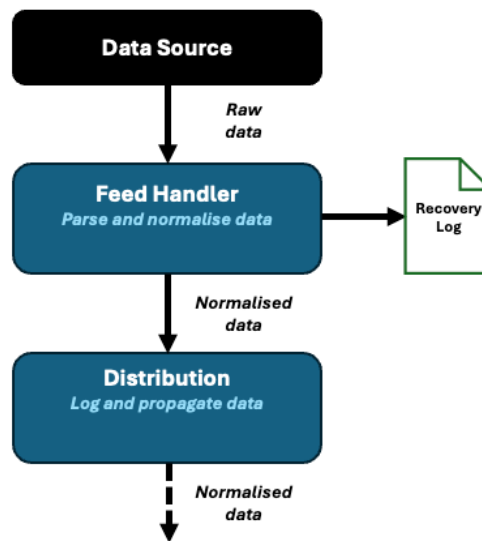 Data Source
Raw
data
Feed Handler
Parse and normalise data
Recovery
Log
Normalised
data
Distribution
Log and propagate data
Normalised
data